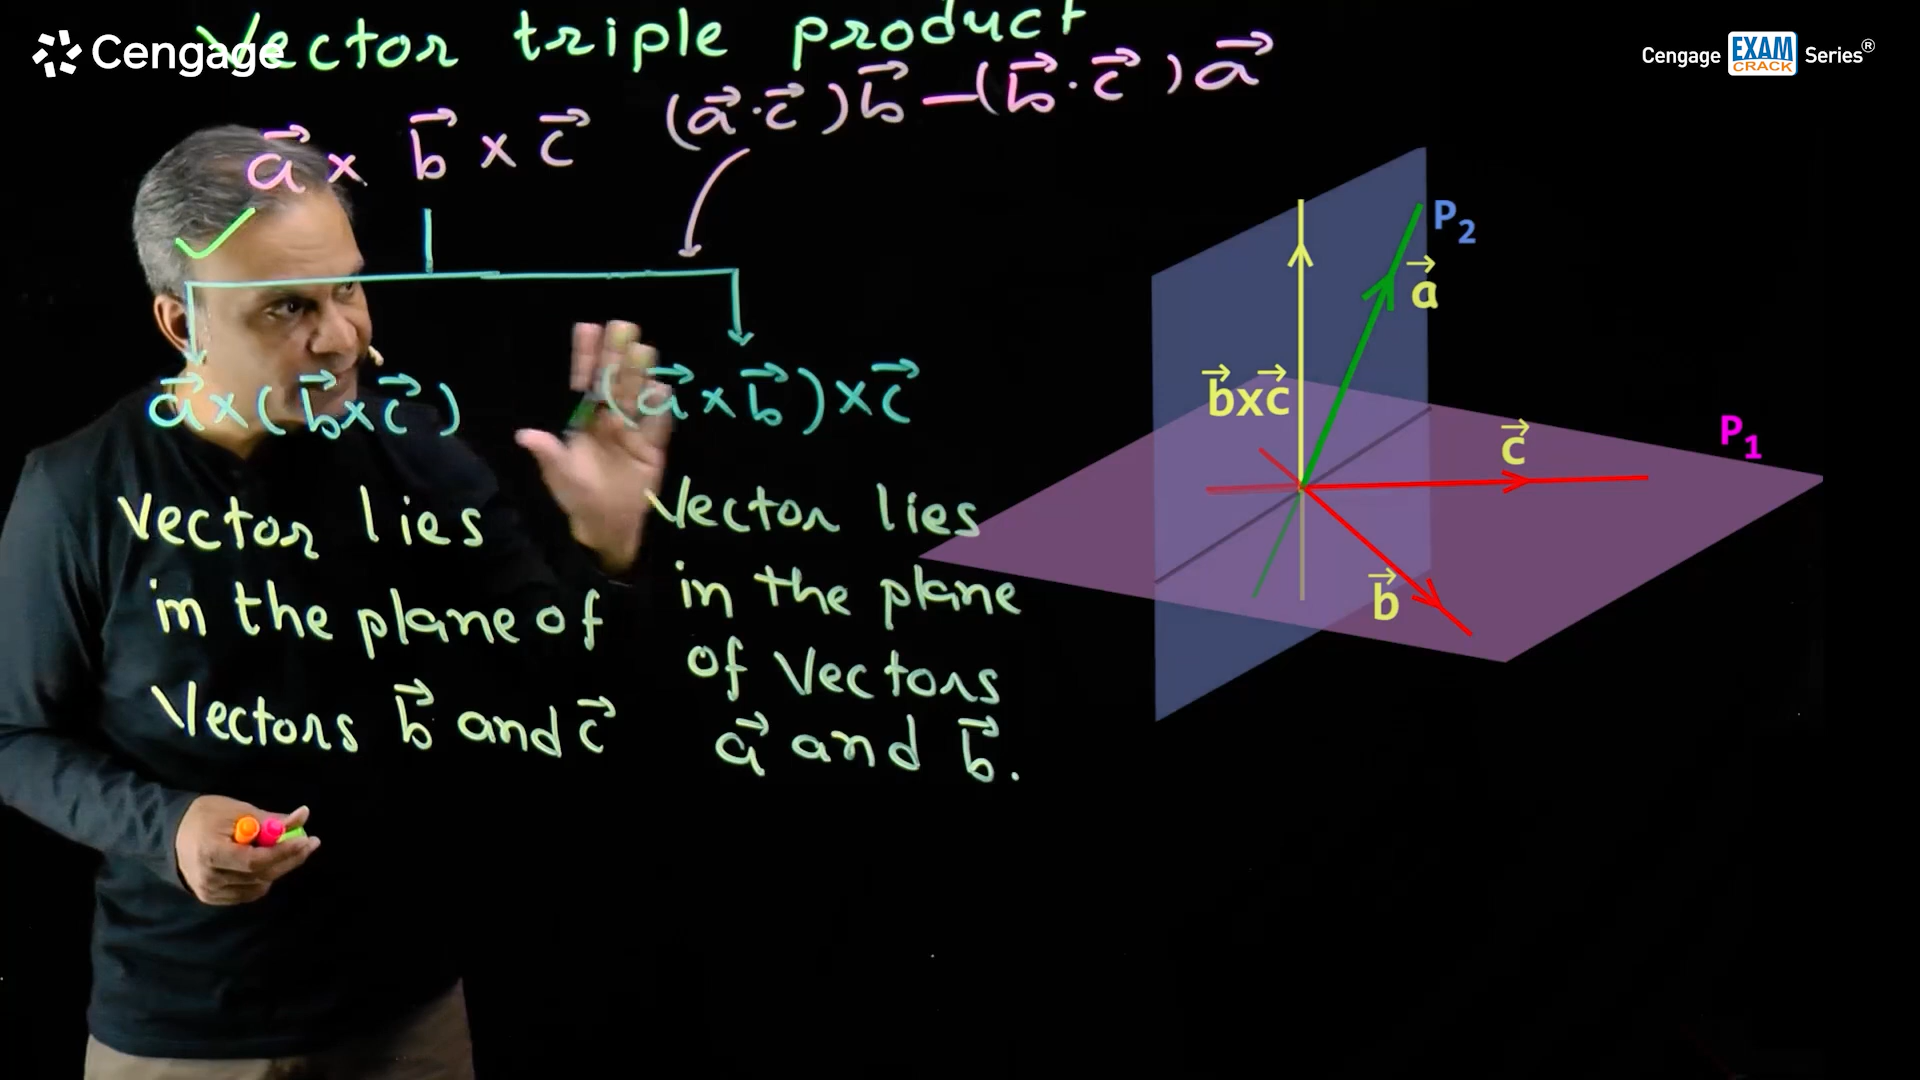 Cengage
Cengage EXAM CRACK Series®
Vector triple product
a⃗ × b⃗ × c⃗
(a⃗·c⃗)b⃗ – (b⃗·c⃗)a⃗
a⃗×(b⃗×c⃗)
(a⃗×b⃗)×c⃗
Vector lies
in the plane of
Vectors b⃗ and c⃗
Vector lies
in the plane
of Vectors
a⃗ and b⃗.
P₂
a⃗
b⃗xc⃗
P₁
c⃗
b⃗